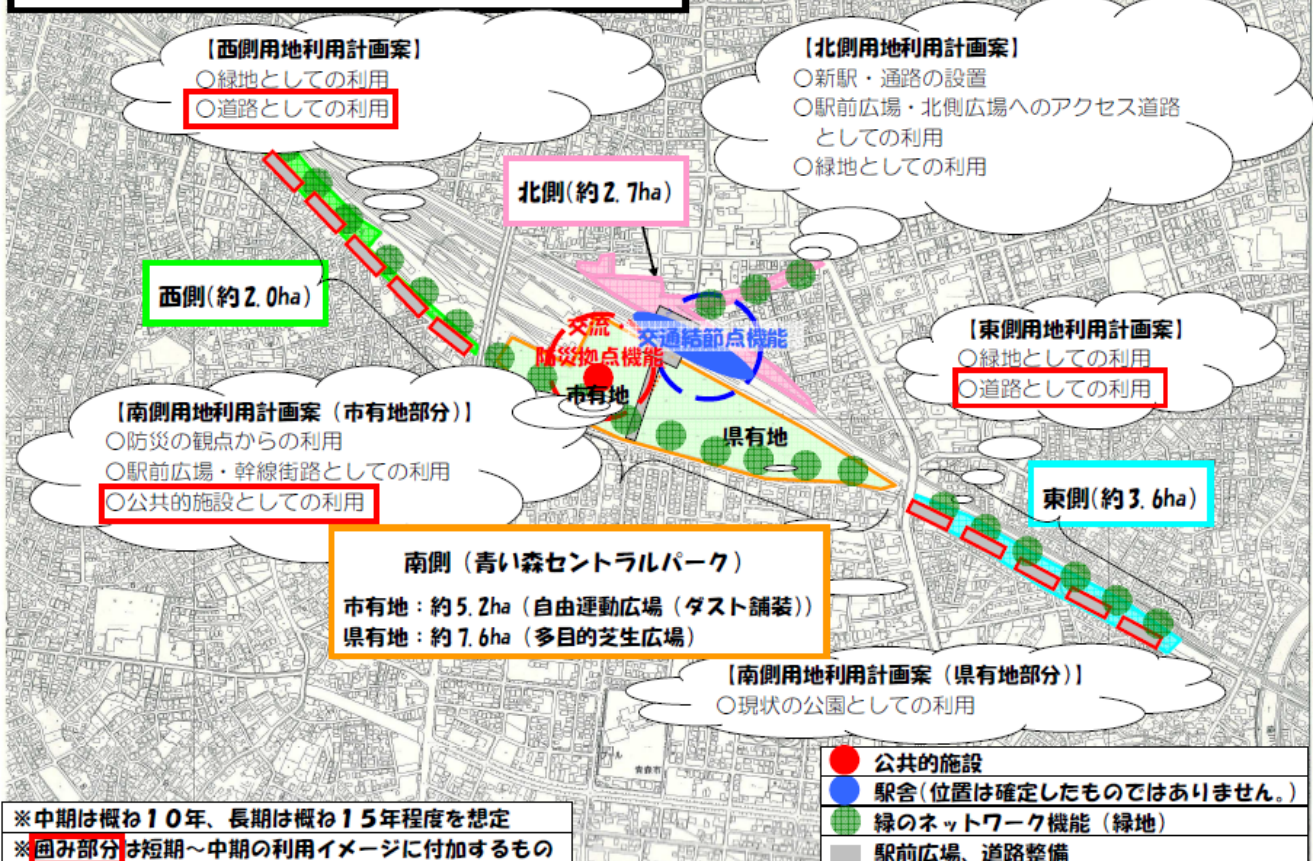 【西側用地利用計画案】
○緑地としての利用
○道路としての利用
【北側用地利用計画案】
○新駅・通路の設置
○駅前広場・北側広場へのアクセス道路
としての利用
○緑地としての利用
北側(約2.7ha)
西側(約2.0ha)
交流・
防災拠点機能
交通結節点機能
市有地
県有地
【東側用地利用計画案】
○緑地としての利用
○道路としての利用
【南側用地利用計画案（市有地部分）】
○防災の観点からの利用
○駅前広場・幹線街路としての利用
○公共的施設としての利用
東側(約3.6ha)
南側（青い森セントラルパーク）
市有地：約5.2ha（自由運動広場（ダスト舗装））
県有地：約7.6ha（多目的芝生広場）
【南側用地利用計画案（県有地部分）】
○現状の公園としての利用
公共的施設
駅舎(位置は確定したものではありません。)
緑のネットワーク機能（緑地）
駅前広場、道路整備
※中期は概ね１０年、長期は概ね１５年程度を想定
※囲み部分は短期～中期の利用イメージに付加するもの